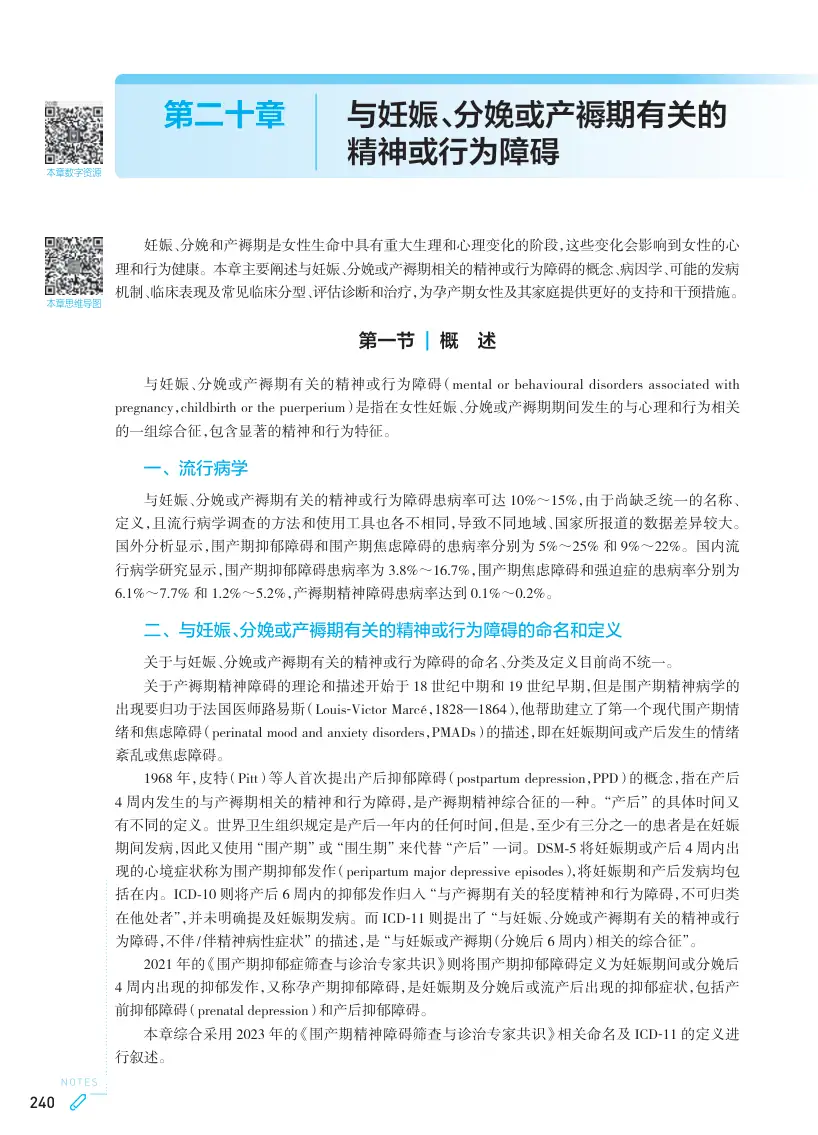 第二十章
与妊娠、分娩或产褥期有关的
精神或行为障碍
本章数字资源
本章思维导图
妊娠、分娩和产褥期是女性生命中具有重大生理和心理变化的阶段,这些变化会影响到女性的心
理和行为健康。本章主要阐述与妊娠、分娩或产褥期相关的精神或行为障碍的概念、病因学、可能的发病
机制、临床表现及常见临床分型、评估诊断和治疗,为孕产期女性及其家庭提供更好的支持和干预措施。
第一节 | 概 述
与妊娠、分娩或产褥期有关的精神或行为障碍(mental or behavioural disorders associated with
pregnancy,childbirth or the puerperium)是指在女性妊娠、分娩或产褥期期间发生的与心理和行为相关
的一组综合征,包含显著的精神和行为特征。
一、流行病学
与妊娠、分娩或产褥期有关的精神或行为障碍患病率可达 10%~15%,由于尚缺乏统一的名称、
定义,且流行病学调查的方法和使用工具也各不相同,导致不同地域、国家所报道的数据差异较大。
国外分析显示,围产期抑郁障碍和围产期焦虑障碍的患病率分别为 5%~25% 和 9%~22%。国内流
行病学研究显示,围产期抑郁障碍患病率为 3.8%~16.7%,围产期焦虑障碍和强迫症的患病率分别为
6.1%~7.7% 和 1.2%~5.2%,产褥期精神障碍患病率达到 0.1%~0.2%。
二、与妊娠、分娩或产褥期有关的精神或行为障碍的命名和定义
关于与妊娠、分娩或产褥期有关的精神或行为障碍的命名、分类及定义目前尚不统一。
关于产褥期精神障碍的理论和描述开始于 18 世纪中期和 19 世纪早期,但是围产期精神病学的
出现要归功于法国医师路易斯(Louis-Victor Marcé,1828—1864),他帮助建立了第一个现代围产期情
绪和焦虑障碍(perinatal mood and anxiety disorders,PMADs)的描述,即在妊娠期间或产后发生的情绪
紊乱或焦虑障碍。
1968 年,皮特(Pitt)等人首次提出产后抑郁障碍(postpartum depression,PPD)的概念,指在产后
4 周内发生的与产褥期相关的精神和行为障碍,是产褥期精神综合征的一种。“产后”的具体时间又
有不同的定义。世界卫生组织规定是产后一年内的任何时间,但是,至少有三分之一的患者是在妊娠
期间发病,因此又使用“围产期”或“围生期”来代替“产后”一词。DSM-5 将妊娠期或产后 4 周内出
现的心境症状称为围产期抑郁发作(peripartum major depressive episodes),将妊娠期和产后发病均包
括在内。ICD-10 则将产后 6 周内的抑郁发作归入“与产褥期有关的轻度精神和行为障碍,不可归类
在他处者”,并未明确提及妊娠期发病。而 ICD-11 则提出了“与妊娠、分娩或产褥期有关的精神或行
为障碍,不伴/伴精神病性症状”的描述,是“与妊娠或产褥期(分娩后 6 周内)相关的综合征”。
2021 年的《围产期抑郁症筛查与诊治专家共识》则将围产期抑郁障碍定义为妊娠期间或分娩后
4 周内出现的抑郁发作,又称孕产期抑郁障碍,是妊娠期及分娩后或流产后出现的抑郁症状,包括产
前抑郁障碍(prenatal depression)和产后抑郁障碍。
本章综合采用 2023 年的《围产期精神障碍筛查与诊治专家共识》相关命名及 ICD-11 的定义进
行叙述。
NOTES
240